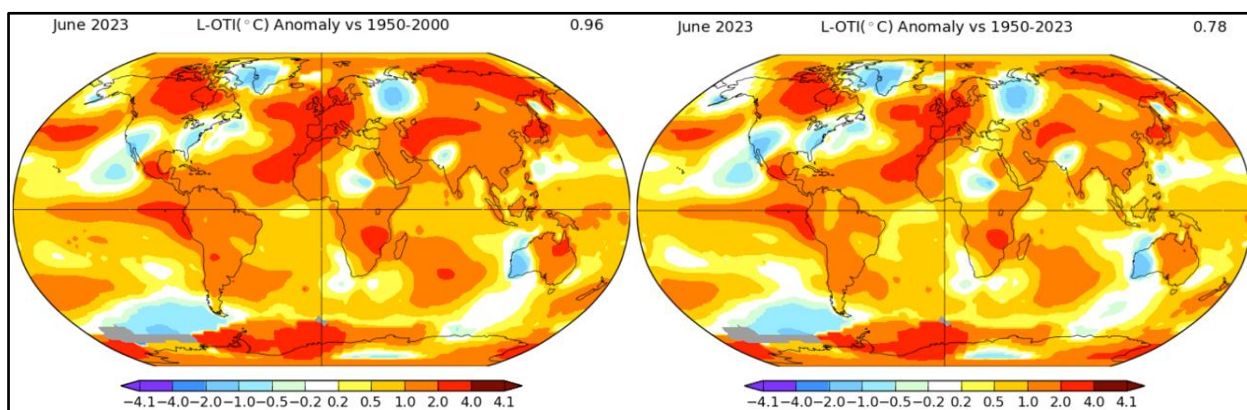 June 2023 L-OTI(°C) Anomaly vs 1950-2000 0.96
−4.1 −4.0 −2.0 −1.0 −0.5 −0.2 0.2 0.5 1.0 2.0 4.0 4.1
June 2023 L-OTI(°C) Anomaly vs 1950-2023 0.78
−4.1 −4.0 −2.0 −1.0 −0.5 −0.2 0.2 0.5 1.0 2.0 4.0 4.1